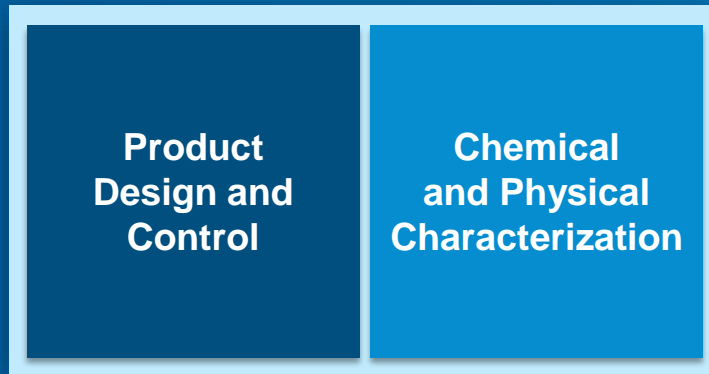 Product
Design and
Control
Chemical
and Physical
Characterization